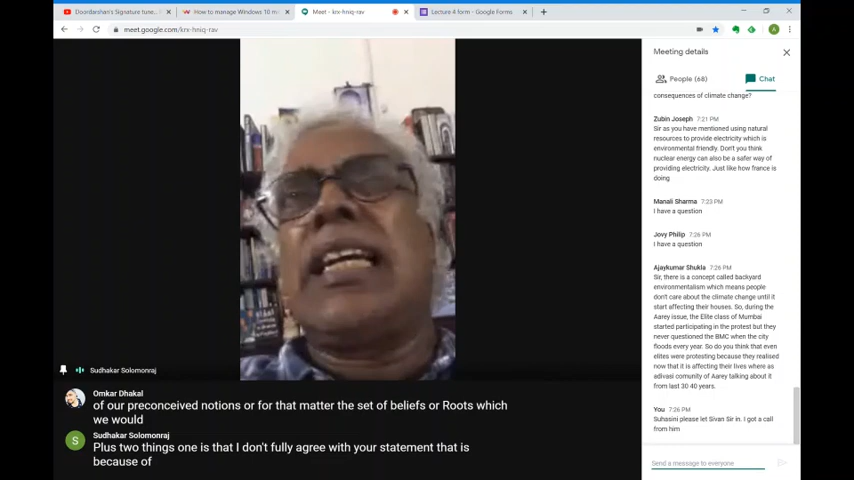 Doordarshan's Signature tune...
How to manage Windows 10 n
Meet - krx-hniq-rav
Lecture 4 form - Google Forms
meet.google.com/krx-hniq-rav
Meeting details
People (68)
Chat
consequences of climate change?
Zubin Joseph 7:21 PM
Sir as you have mentioned using natural
resources to provide electricity which is
environmental friendly. Don't you think
nuclear energy can also be a safer way of
providing electricity. Just like how france is
doing
Manali Sharma 7:23 PM
I have a question
Jovy Philip 7:26 PM
I have a question
Ajaykumar Shukla 7:26 PM
Sir, there is a concept called backyard
environmentalism which means people
don't care about the climate change until it
start affecting their houses. So, during the
Aarey issue, the Elite class of Mumbai
started participating in the protest but they
never questioned the BMC when the city
floods every year. So do you think that even
elites were protesting because they realised
now that it is affecting their lives where as
adivasi comunity of Aarey talking about it
from last 30 40 years.
You 7:26 PM
Suhasini please let Sivan Sir in. I got a call
from him
Send a message to everyone
Sudhakar Solomonraj
Omkar Dhakal
of our preconceived notions or for that matter the set of beliefs or Roots which
we would
S
Sudhakar Solomonraj
Plus two things one is that I don't fully agree with your statement that is
because of